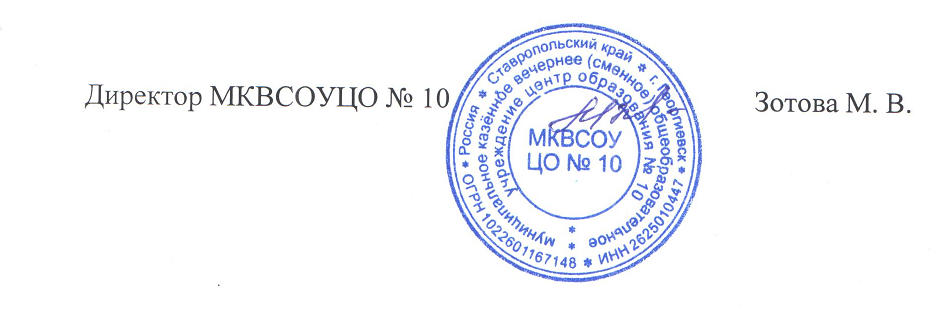 Директор МКВСОУЦО № 10
Зотова М. В.
* Россия * Ставропольский край * г. Георгиевск * ИНН 2625010447 * ОГРН 1022601167148
муниципальное казённое вечернее (сменное) общеобразовательное
учреждение центр образования № 10
МКВСОУ
ЦО № 10